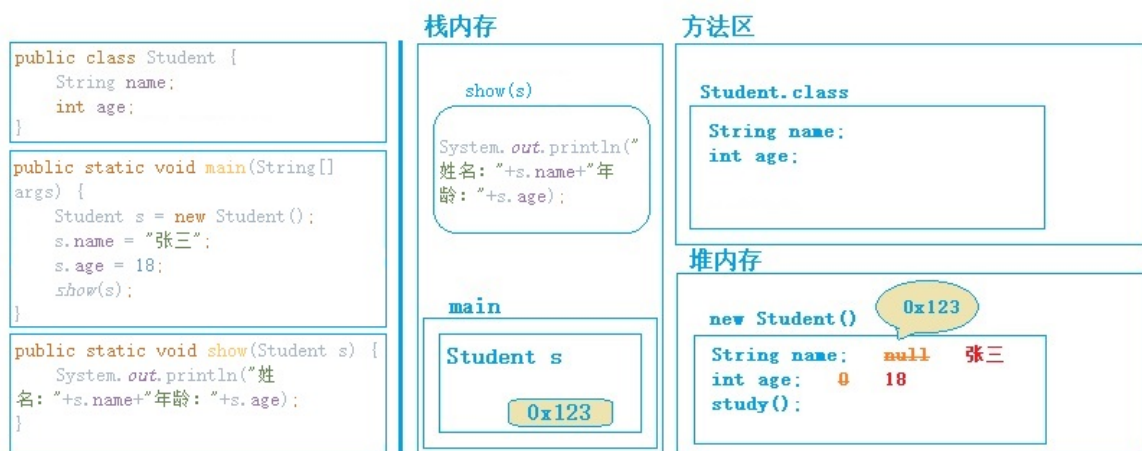 public class Student {
String name;
int age;
}
public static void main(String[]
args) {
Student s = new Student();
s.name = "张三";
s.age = 18;
show(s);
}
public static void show(Student s) {
System.out.println("姓
名："+s.name+"年龄："+s.age);
}
栈内存
show(s)
System.out.println("
姓名："+s.name+"年
龄："+s.age);
main
Student s
0x123
方法区
Student.class
String name;
int age;
堆内存
new Student()
0x123
String name; null 张三
int age; 0 18
study();